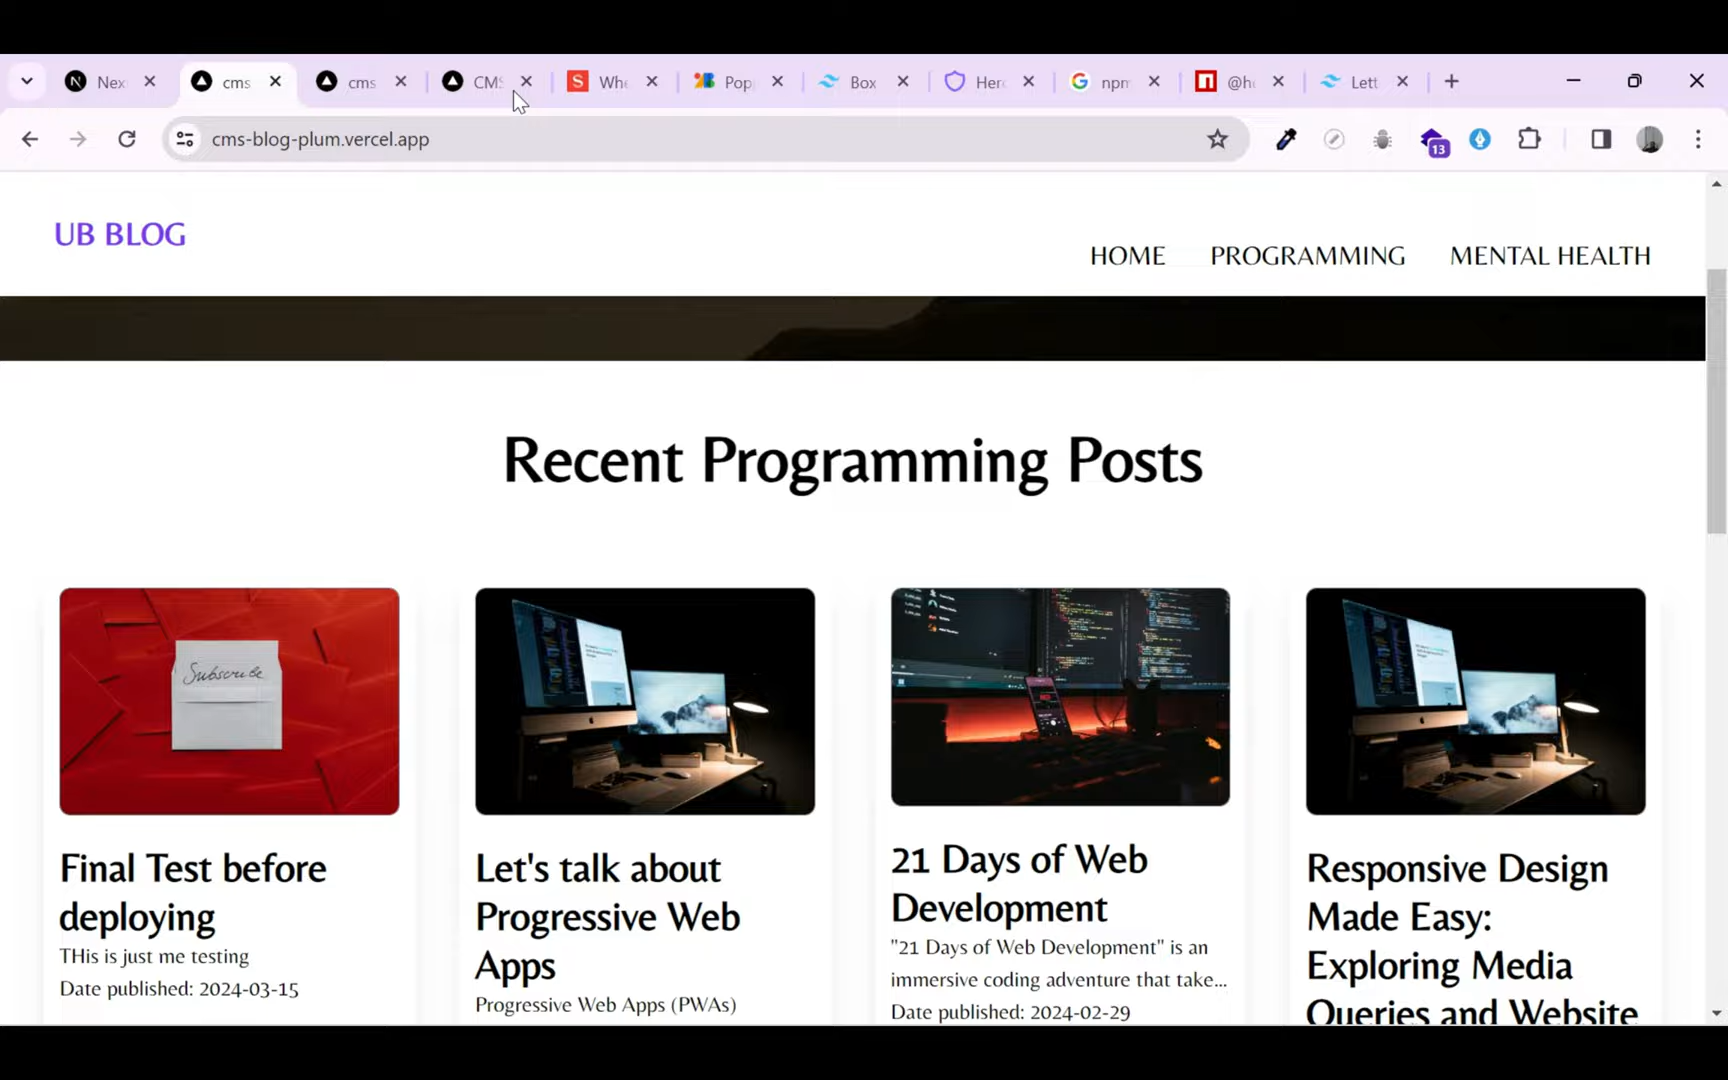 Nex
cms
cms
CMS
Whe
Pop
Box
Her
npm
@he
Lett
cms-blog-plum.vercel.app
13
UB BLOG
HOME
PROGRAMMING
MENTAL HEALTH
Recent Programming Posts
Subscribe
Final Test before
deploying
THis is just me testing
Date published: 2024-03-15
Let's talk about
Progressive Web
Apps
Progressive Web Apps (PWAs)
21 Days of Web
Development
"21 Days of Web Development" is an
immersive coding adventure that take...
Date published: 2024-02-29
Responsive Design
Made Easy:
Exploring Media
Queries and Website